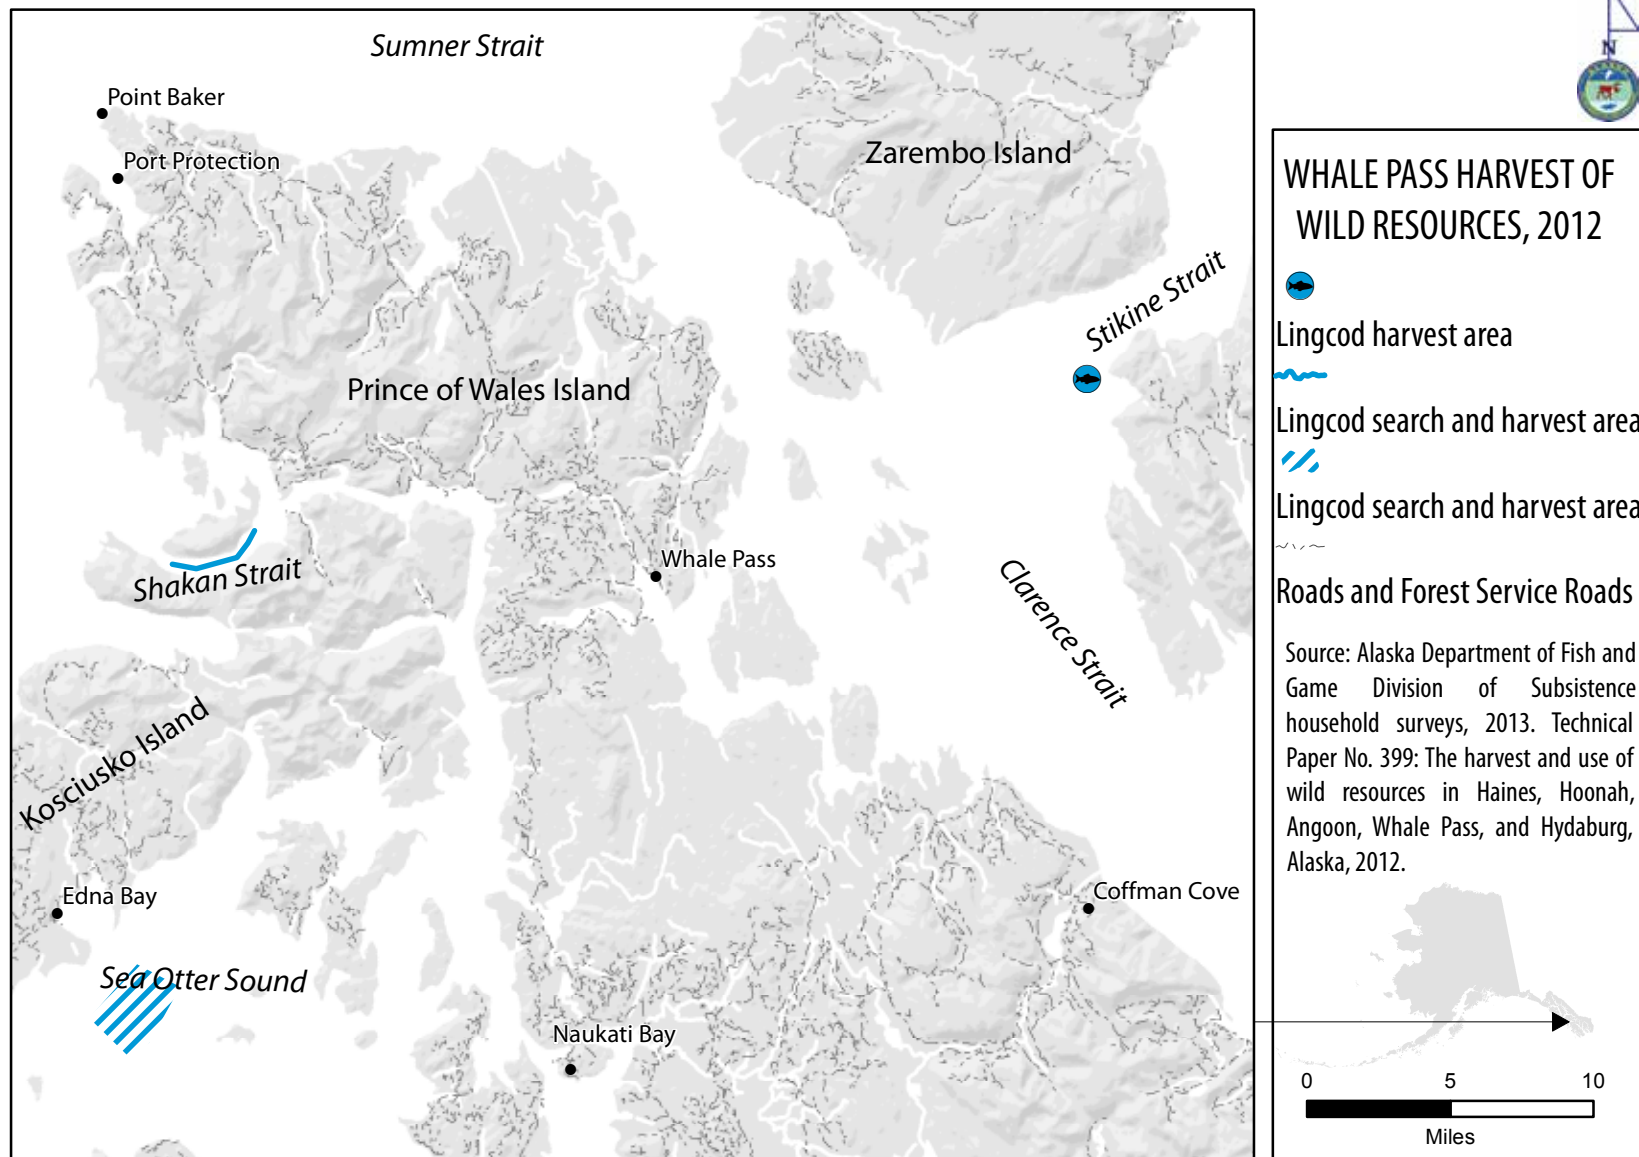 Sumner Strait
Point Baker
Port Protection
Zarembo Island
Stikine Strait
Prince of Wales Island
Whale Pass
Shakan Strait
Clarence Strait
Kosciusko Island
Edna Bay
Coffman Cove
Sea Otter Sound
Naukati Bay
N
WHALE PASS HARVEST OF
WILD RESOURCES, 2012
Lingcod harvest area
Lingcod search and harvest area
Lingcod search and harvest area
Roads and Forest Service Roads
Source: Alaska Department of Fish and
Game Division of Subsistence
household surveys, 2013. Technical
Paper No. 399: The harvest and use of
wild resources in Haines, Hoonah,
Angoon, Whale Pass, and Hydaburg,
Alaska, 2012.
0 5 10
Miles